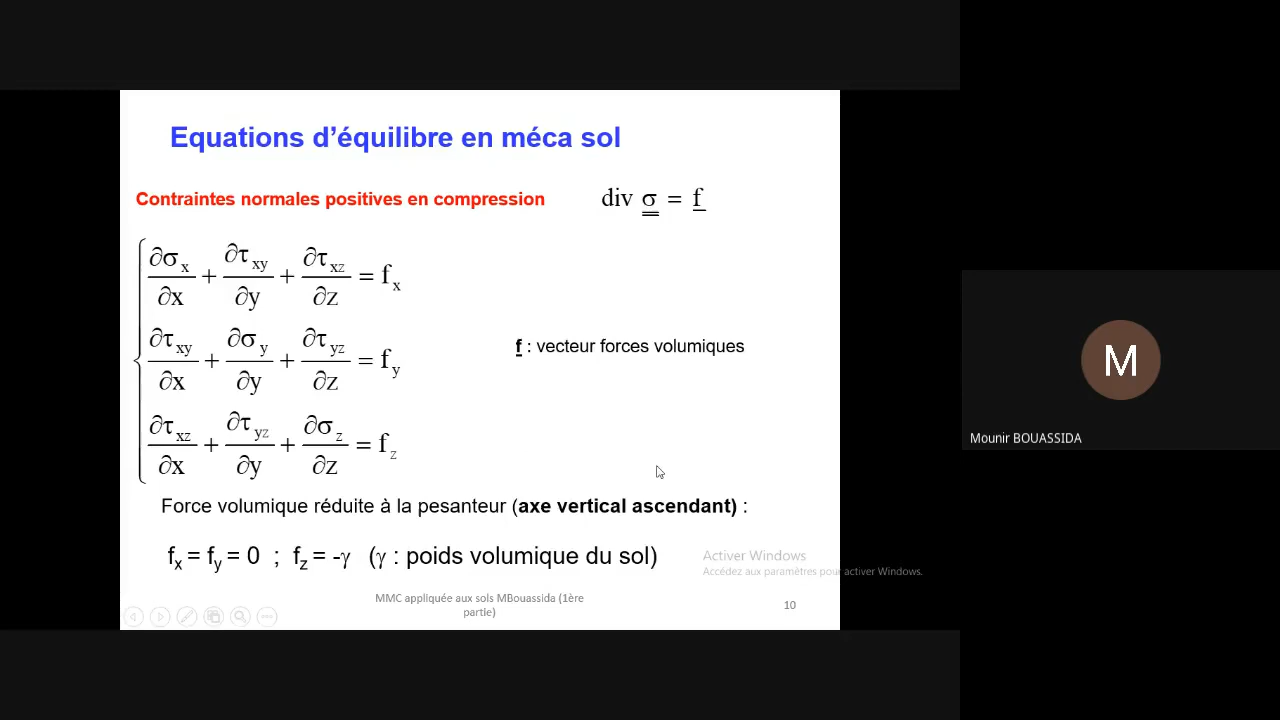 Equations d’équilibre en méca sol
Contraintes normales positives en compression
div σ = f
∂σx/∂x + ∂τxy/∂y + ∂τxz/∂z = fx
∂τxy/∂x + ∂σy/∂y + ∂τyz/∂z = fy
∂τxz/∂x + ∂τyz/∂y + ∂σz/∂z = fz
f : vecteur forces volumiques
Force volumique réduite à la pesanteur (axe vertical ascendant) :
fx = fy = 0 ; fz = -γ (γ : poids volumique du sol)
Activer Windows
Accédez aux paramètres pour activer Windows.
MMC appliquée aux sols MBouassida (1ère
partie)
10
M
Mounir BOUASSIDA